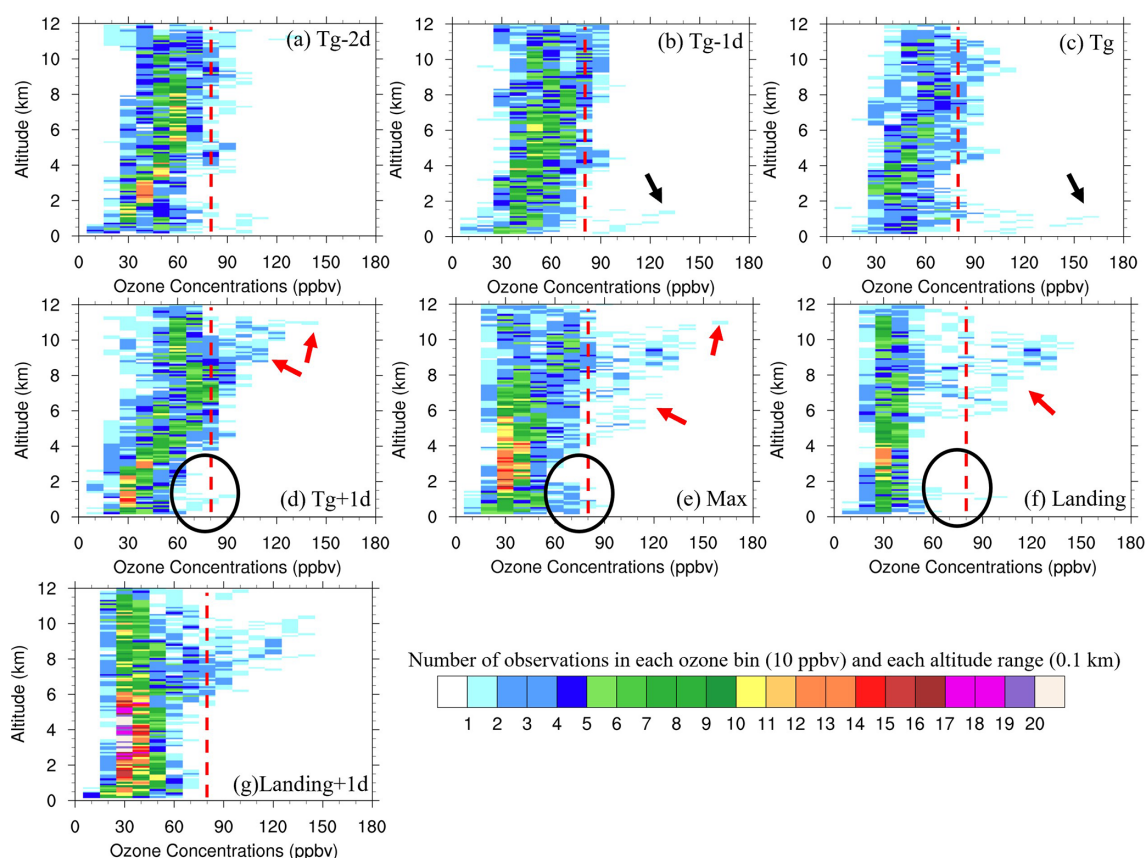 (a) Tg-2d
Altitude (km)
12
10
8
6
4
2
0
0 30 60 90 120 150 180
Ozone Concentrations (ppbv)
(b) Tg-1d
Altitude (km)
12
10
8
6
4
2
0
0 30 60 90 120 150 180
Ozone Concentrations (ppbv)
(c) Tg
Altitude (km)
12
10
8
6
4
2
0
0 30 60 90 120 150 180
Ozone Concentrations (ppbv)
(d) Tg+1d
Altitude (km)
12
10
8
6
4
2
0
0 30 60 90 120 150 180
Ozone Concentrations (ppbv)
(e) Max
Altitude (km)
12
10
8
6
4
2
0
0 30 60 90 120 150 180
Ozone Concentrations (ppbv)
(f) Landing
Altitude (km)
12
10
8
6
4
2
0
0 30 60 90 120 150 180
Ozone Concentrations (ppbv)
(g)Landing+1d
Altitude (km)
12
10
8
6
4
2
0
0 30 60 90 120 150 180
Ozone Concentrations (ppbv)
Number of observations in each ozone bin (10 ppbv) and each altitude range (0.1 km)
1 2 3 4 5 6 7 8 9 10 11 12 13 14 15 16 17 18 19 20